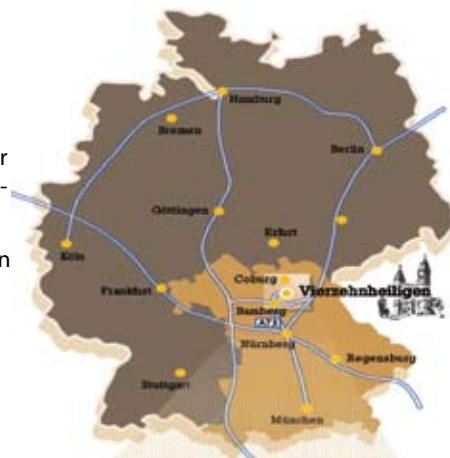 Hamburg
Bremen
Berlin
r
-
Göttingen
Erfurt
Köln
n
Coburg
Frankfurt
Vierzehnheiligen
Bamberg
A73
Nürnberg
Regensburg
Stuttgart
München